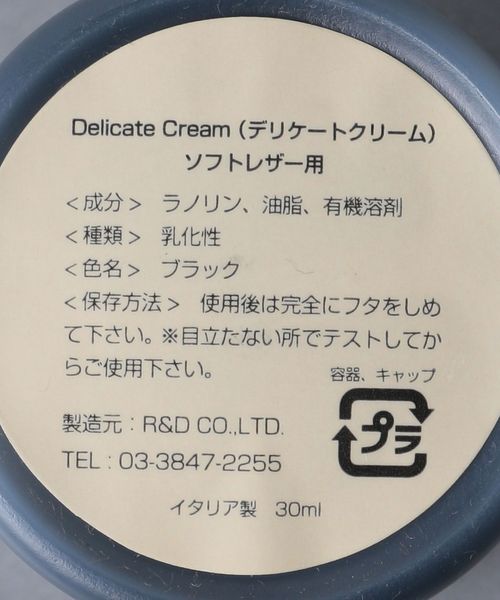 Delicate Cream（デリケートクリーム）
ソフトレザー用
＜成分＞ ラノリン、油脂、有機溶剤
＜種類＞ 乳化性
＜色名＞ ブラック
＜保存方法＞ 使用後は完全にフタをしめ
て下さい。※目立たない所でテストしてか
らご使用下さい。
容器、キャップ
プラ
製造元：R&D CO.,LTD.
TEL：03-3847-2255
イタリア製 30ml